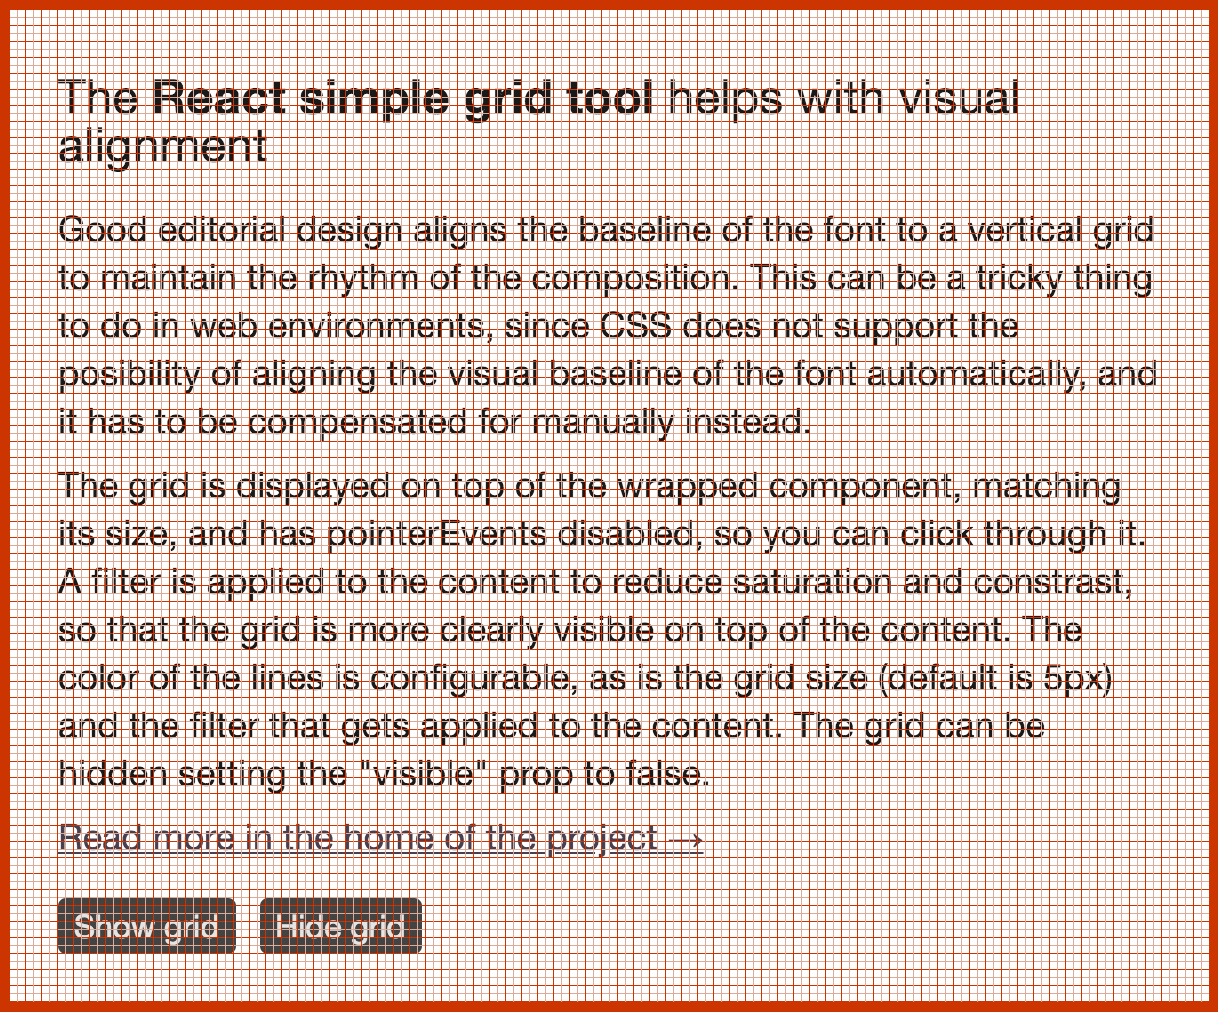 The React simple grid tool helps with visual
alignment
Good editorial design aligns the baseline of the font to a vertical grid
to maintain the rhythm of the composition. This can be a tricky thing
to do in web environments, since CSS does not support the
posibility of aligning the visual baseline of the font automatically, and
it has to be compensated for manually instead.
The grid is displayed on top of the wrapped component, matching
its size, and has pointerEvents disabled, so you can click through it.
A filter is applied to the content to reduce saturation and constrast,
so that the grid is more clearly visible on top of the content. The
color of the lines is configurable, as is the grid size (default is 5px)
and the filter that gets applied to the content. The grid can be
hidden setting the "visible" prop to false.
Read more in the home of the project →
Show grid Hide grid